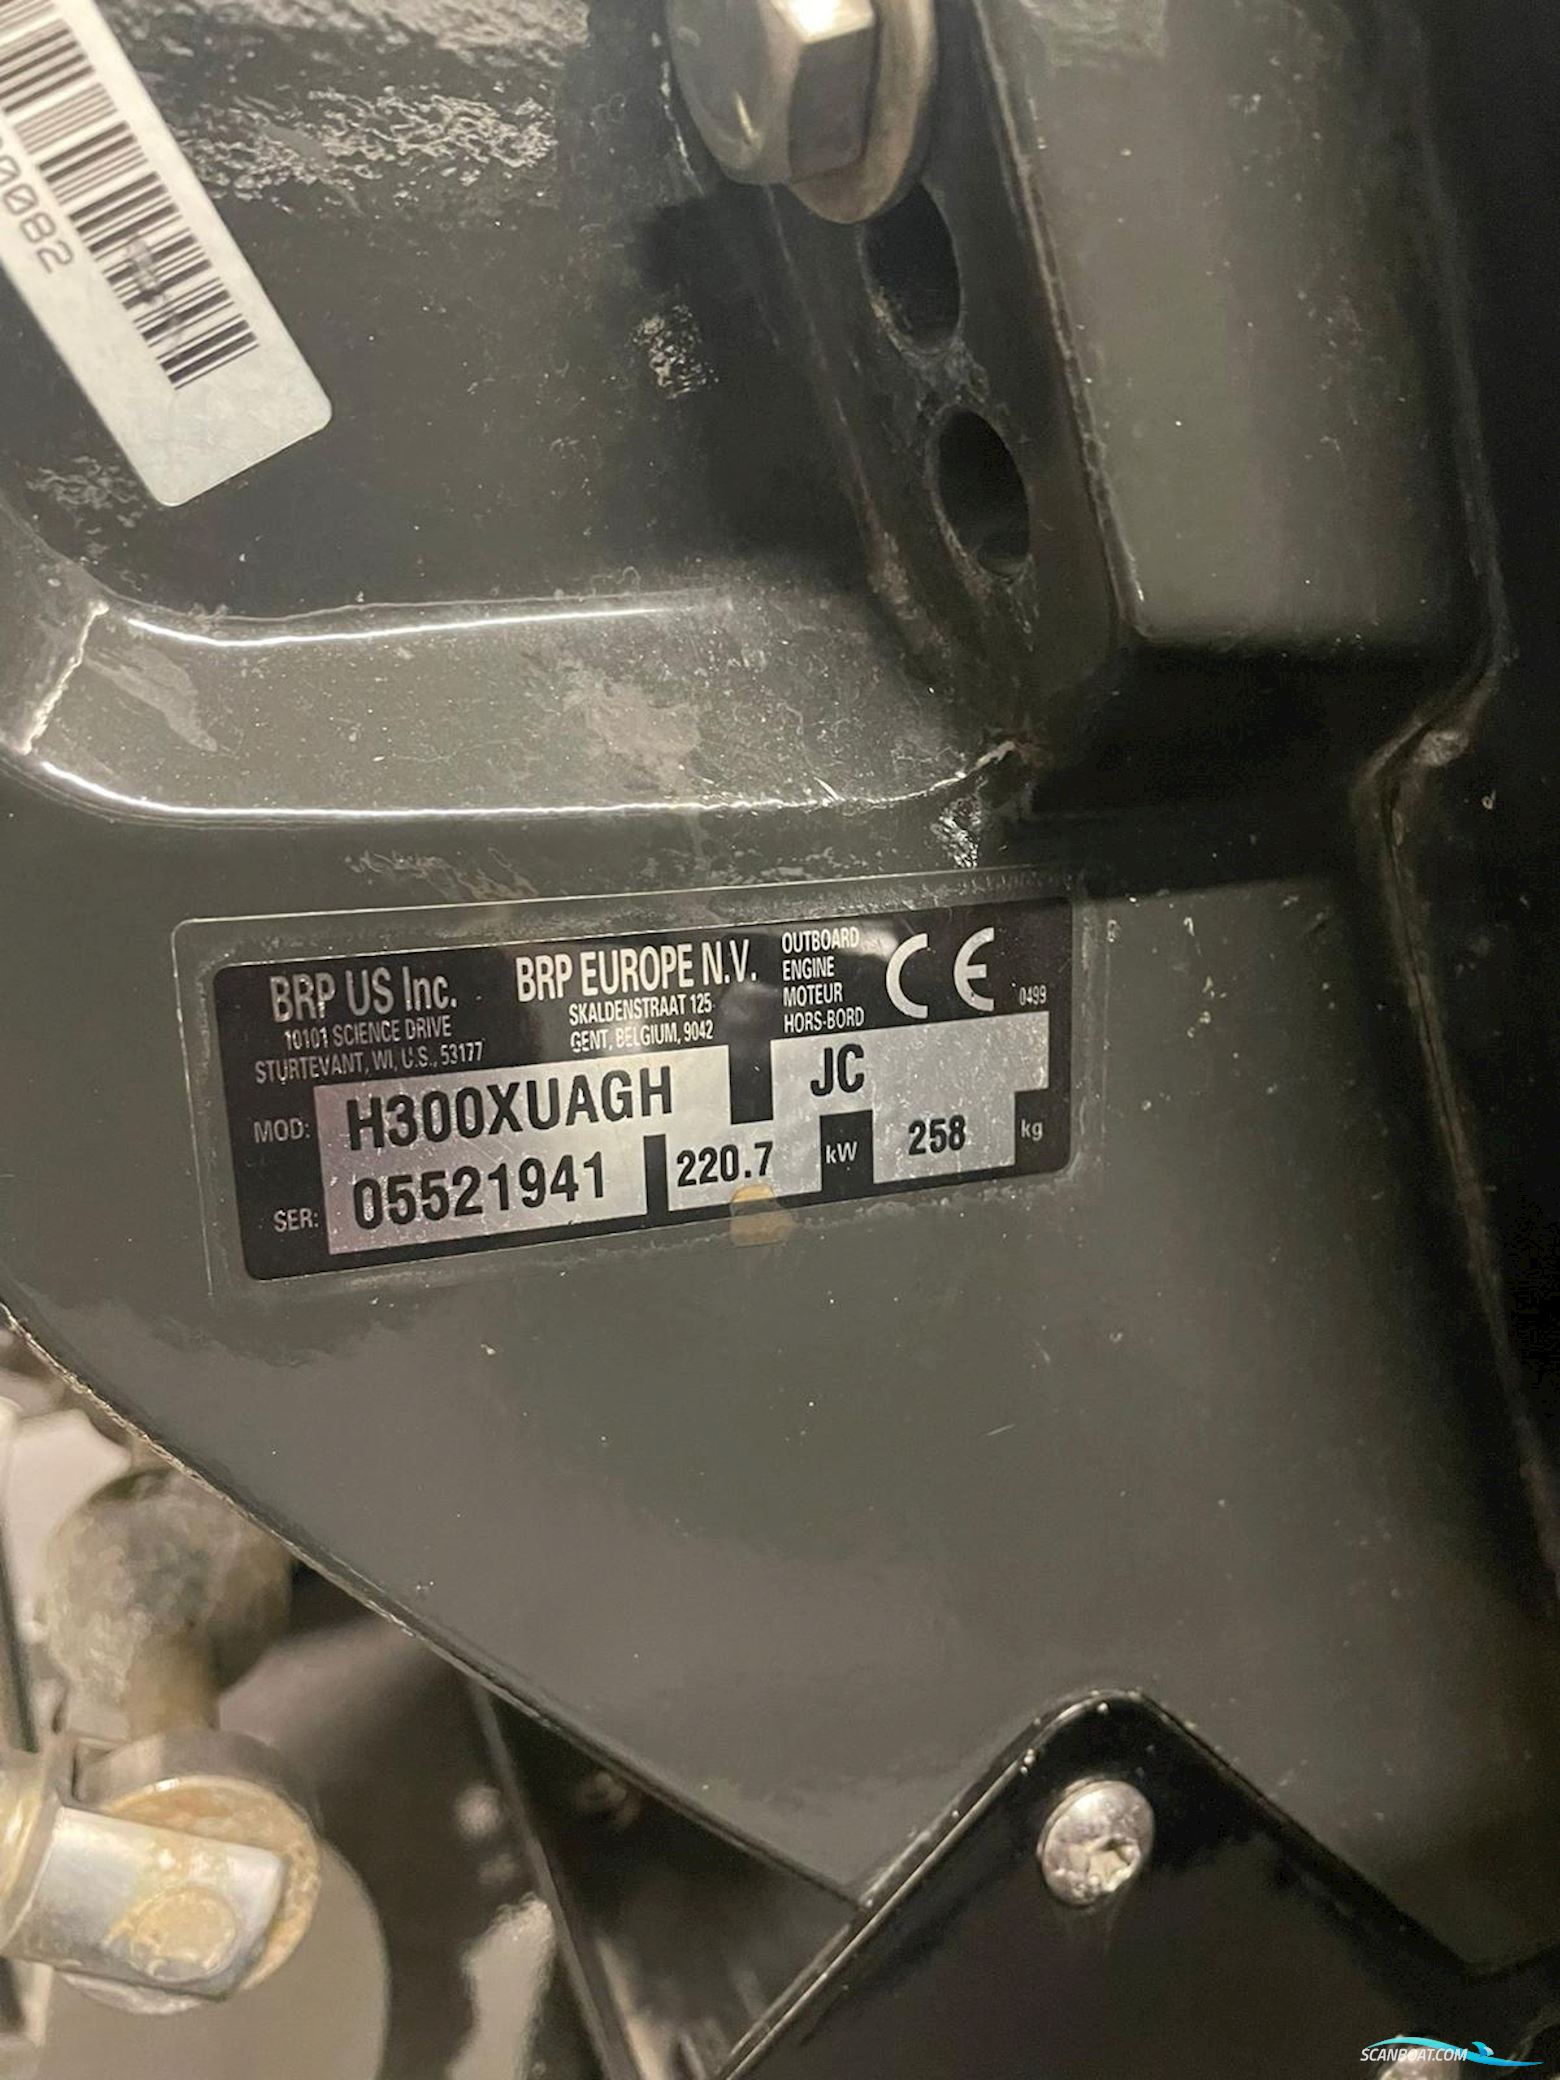 0082
BRP US Inc.
10101 SCIENCE DRIVE
STURTEVANT, WI, U.S., 53177
BRP EUROPE N.V.
SKALDENSTRAAT 125
GENT, BELGIUM, 9042
OUTBOARD
ENGINE
MOTEUR
HORS-BORD
CE
0499
MOD: H300XUAGH
JC
SER: 05521941
220.7 kW
258 kg
SCANBOAT.COM